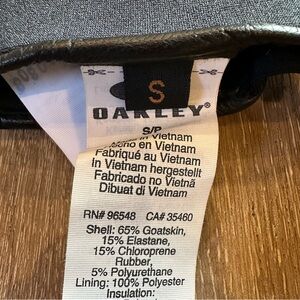 S
OAKLEY®
S/P
in Vietnam
en Vietnam
Fabriqué au Vietnam
In Vietnam hergestellt
Fabricado no Vietnã
Dibuat di Vietnam
RN# 96548 CA# 35460
Shell: 65% Goatskin,
15% Elastane,
15% Chloroprene
Rubber,
5% Polyurethane
Lining: 100% Polyester
Insulation: